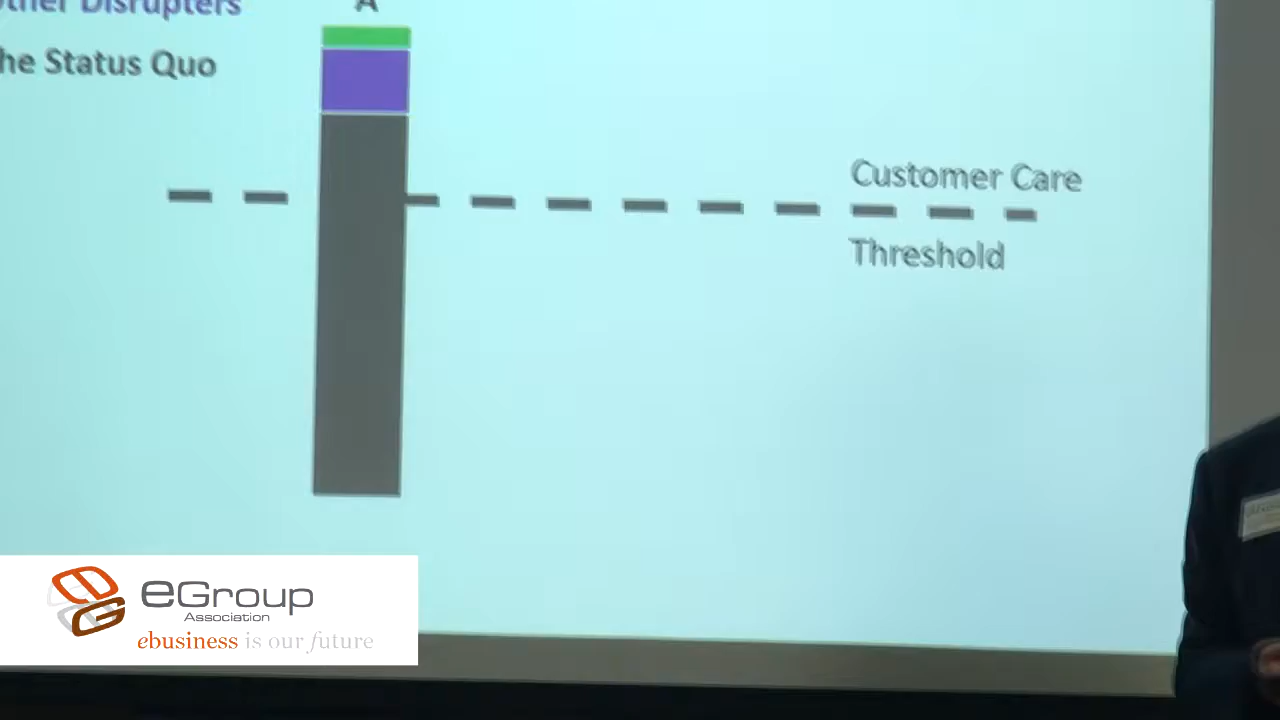 ther Disrupters
A
he Status Quo
Customer Care
Threshold
eGroup
Association
ebusiness is our future